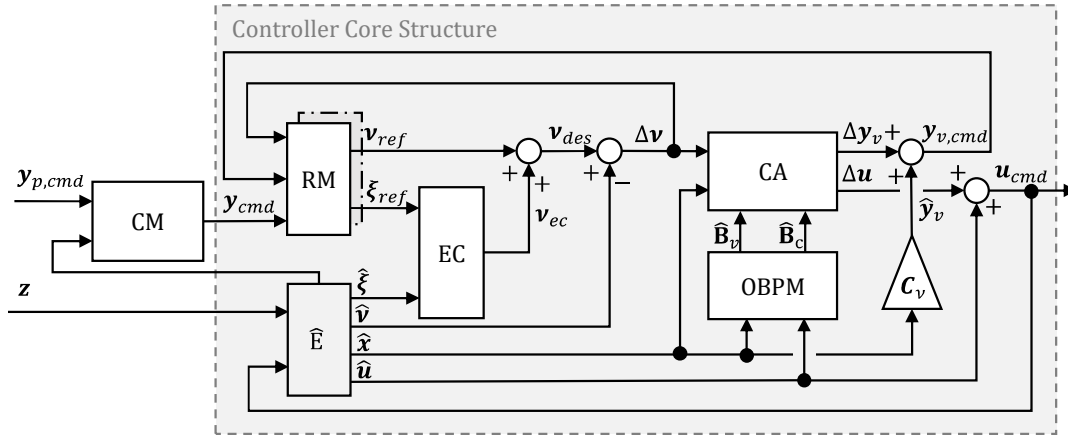 Controller Core Structure
y_{p,cmd}
CM
y_{cmd}
z
RM
ν_{ref}
ξ_{ref}
EC
ν_{ec}
+
+
ν_{des}
+
−
Δν
CA
Δy_v
+
+
y_{v,cmd}
Δu
ŷ_v
+
+
u_{cmd}
B̂_v
B̂_c
OBPM
C_ν
Ê
ξ̂
ν̂
x̂
û